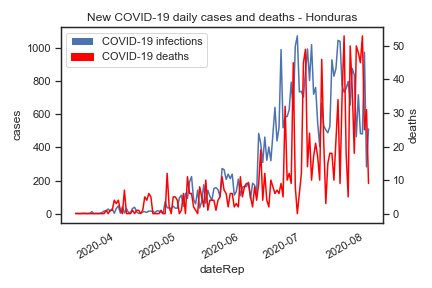 New COVID-19 daily cases and deaths - Honduras
COVID-19 infections
COVID-19 deaths
1000
800
600
400
200
0
cases
50
40
30
20
10
0
deaths
2020-04
2020-05
2020-06
2020-07
2020-08
dateRep